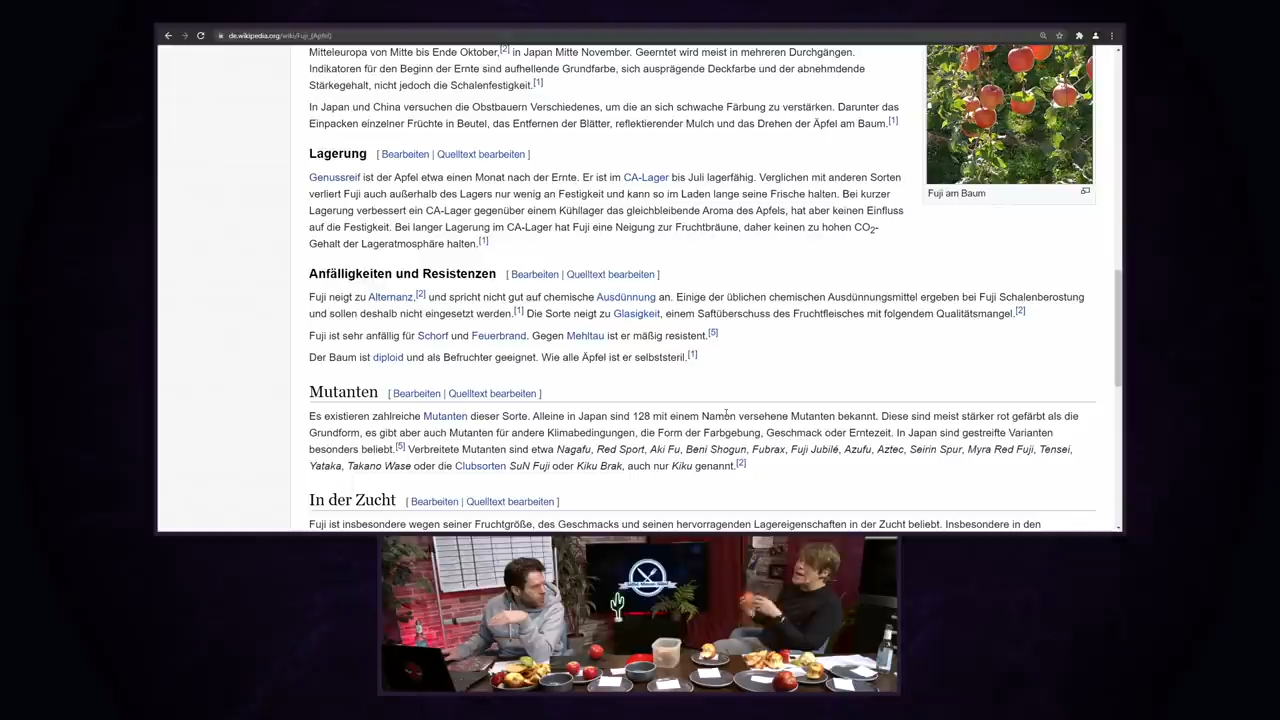 de.wikipedia.org/wiki/Fuji_(Apfel)
Mitteleuropa von Mitte bis Ende Oktober,[2] in Japan Mitte November. Geerntet wird meist in mehreren Durchgängen.
Indikatoren für den Beginn der Ernte sind aufhellende Grundfarbe, sich ausprägende Deckfarbe und der abnehmende
Stärkegehalt, nicht jedoch die Schalenfestigkeit.[1]
In Japan und China versuchen die Obstbauern Verschiedenes, um die an sich schwache Färbung zu verstärken. Darunter das
Einpacken einzelner Früchte in Beutel, das Entfernen der Blätter, reflektierender Mulch und das Drehen der Äpfel am Baum.[1]
Fuji am Baum
Lagerung [ Bearbeiten | Quelltext bearbeiten ]
Genussreif ist der Apfel etwa einen Monat nach der Ernte. Er ist im CA-Lager bis Juli lagerfähig. Verglichen mit anderen Sorten
verliert Fuji auch außerhalb des Lagers nur wenig an Festigkeit und kann so im Laden lange seine Frische halten. Bei kurzer
Lagerung verbessert ein CA-Lager gegenüber einem Kühllager das gleichbleibende Aroma des Apfels, hat aber keinen Einfluss
auf die Festigkeit. Bei langer Lagerung im CA-Lager hat Fuji eine Neigung zur Fruchtbräune, daher keinen zu hohen CO2-
Gehalt der Lageratmosphäre halten.[1]
Anfälligkeiten und Resistenzen [ Bearbeiten | Quelltext bearbeiten ]
Fuji neigt zu Alternanz,[2] und spricht nicht gut auf chemische Ausdünnung an. Einige der üblichen chemischen Ausdünnungsmittel ergeben bei Fuji Schalenberostung
und sollen deshalb nicht eingesetzt werden.[1] Die Sorte neigt zu Glasigkeit, einem Saftüberschuss des Fruchtfleisches mit folgendem Qualitätsmangel.[2]
Fuji ist sehr anfällig für Schorf und Feuerbrand. Gegen Mehltau ist er mäßig resistent.[5]
Der Baum ist diploid und als Befruchter geeignet. Wie alle Äpfel ist er selbststeril.[1]
Mutanten [ Bearbeiten | Quelltext bearbeiten ]
Es existieren zahlreiche Mutanten dieser Sorte. Alleine in Japan sind 128 mit einem Namen versehene Mutanten bekannt. Diese sind meist stärker rot gefärbt als die
Grundform, es gibt aber auch Mutanten für andere Klimabedingungen, die Form der Farbgebung, Geschmack oder Erntezeit. In Japan sind gestreifte Varianten
besonders beliebt.[5] Verbreitete Mutanten sind etwa Nagafu, Red Sport, Aki Fu, Beni Shogun, Fubrax, Fuji Jubilé, Azufu, Aztec, Seirin Spur, Myra Red Fuji, Tensei,
Yataka, Takano Wase oder die Clubsorten SuN Fuji oder Kiku Brak, auch nur Kiku genannt.[2]
In der Zucht [ Bearbeiten | Quelltext bearbeiten ]
Fuji ist insbesondere wegen seiner Fruchtgröße, des Geschmacks und seinen hervorragenden Lagereigenschaften in der Zucht beliebt. Insbesondere in den